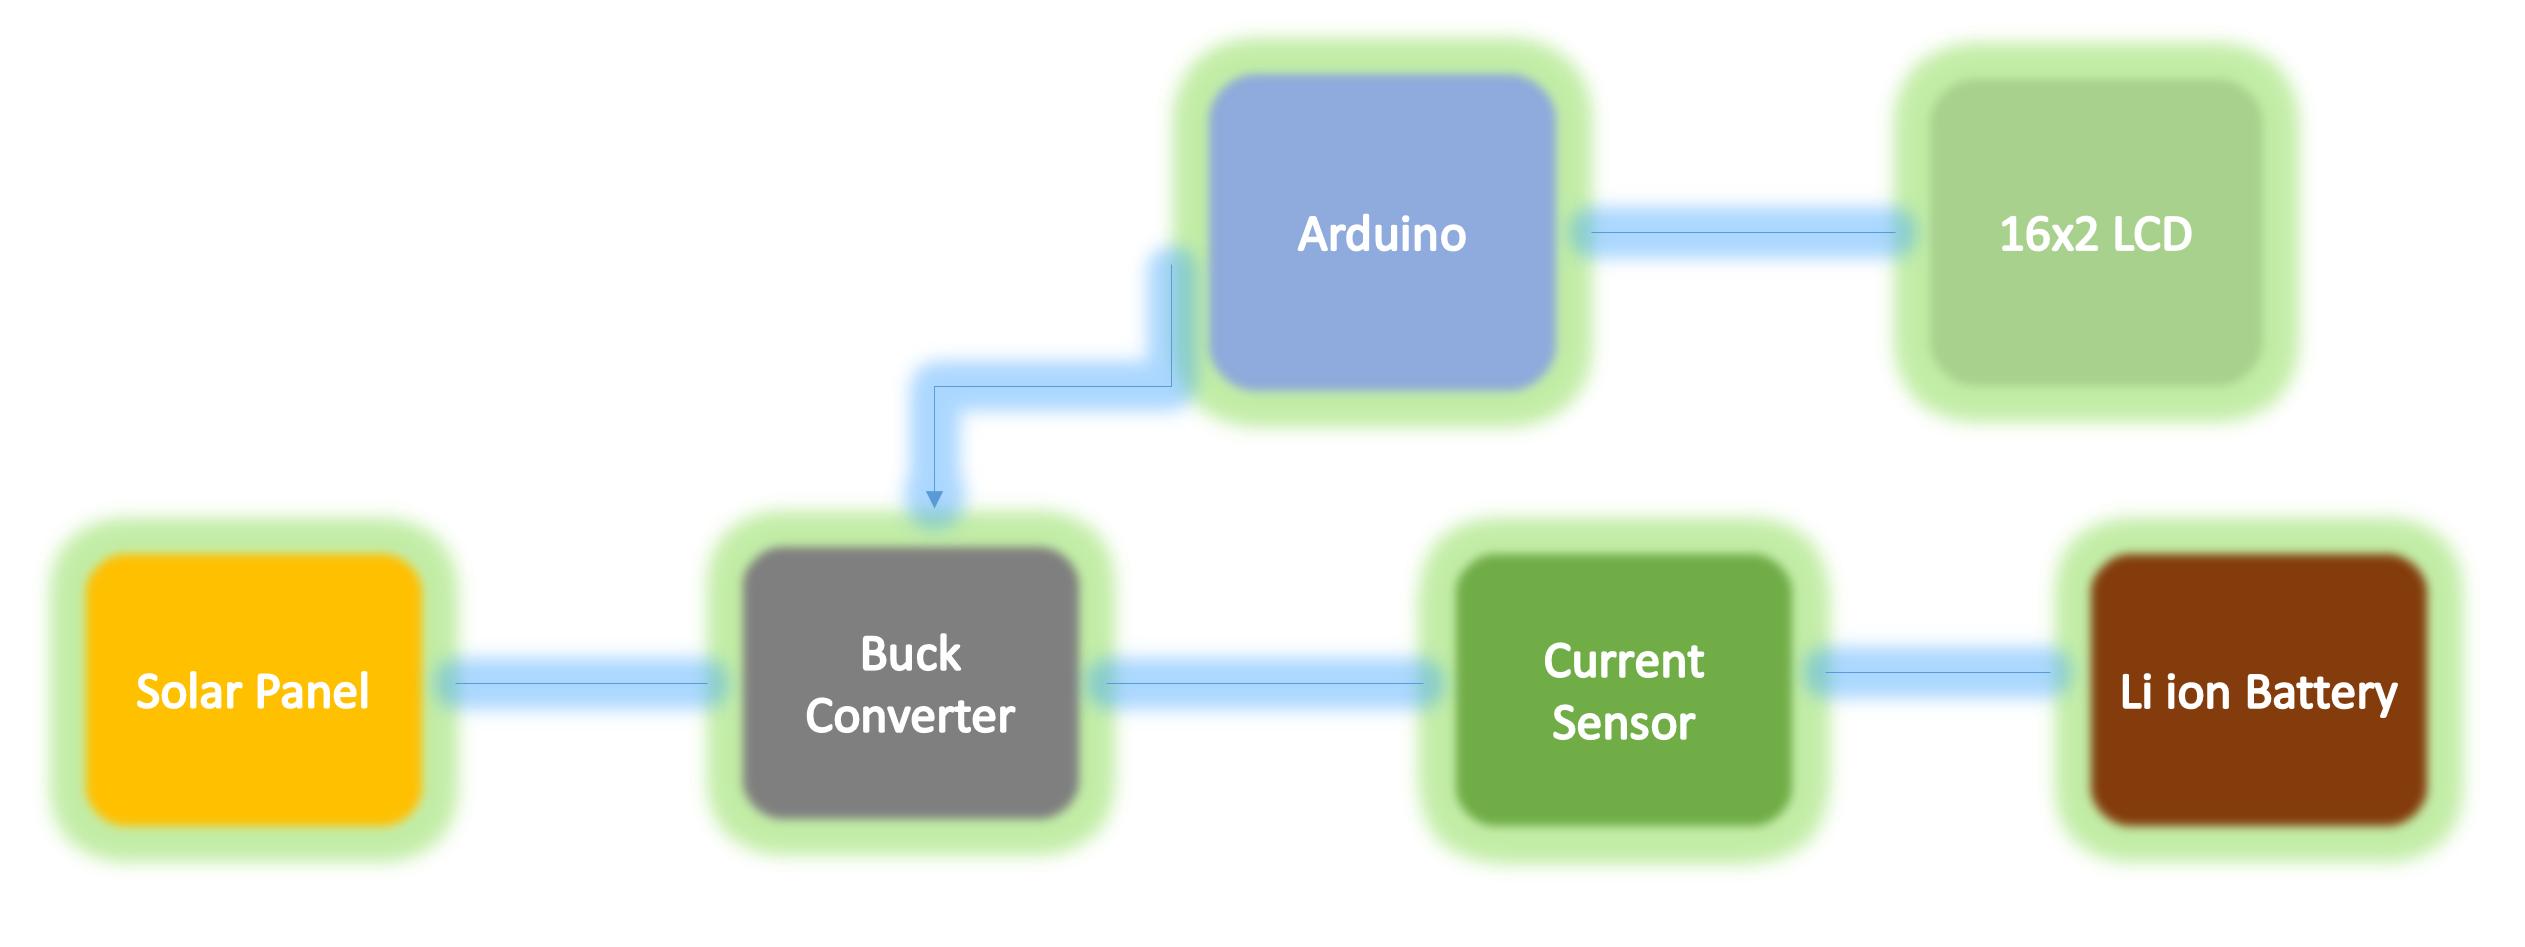 Arduino
16x2 LCD
Solar Panel
Buck
Converter
Current
Sensor
Li ion Battery